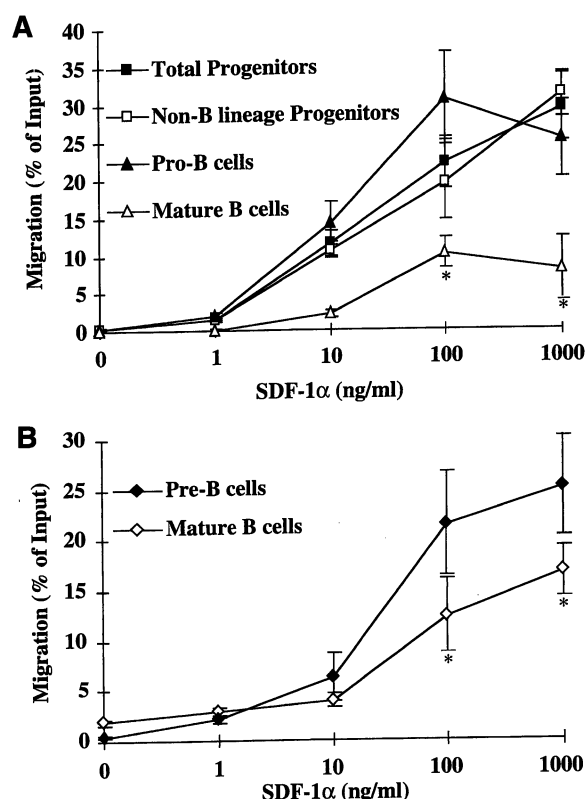 A
40
35
30
25
20
15
10
5
0
Migration (% of Input)
Total Progenitors
Non-B lineage Progenitors
Pro-B cells
Mature B cells
*
*
0 1 10 100 1000
SDF-1α (ng/ml)
B
30
25
20
15
10
5
0
Migration (% of Input)
Pre-B cells
Mature B cells
*
*
0 1 10 100 1000
SDF-1α (ng/ml)